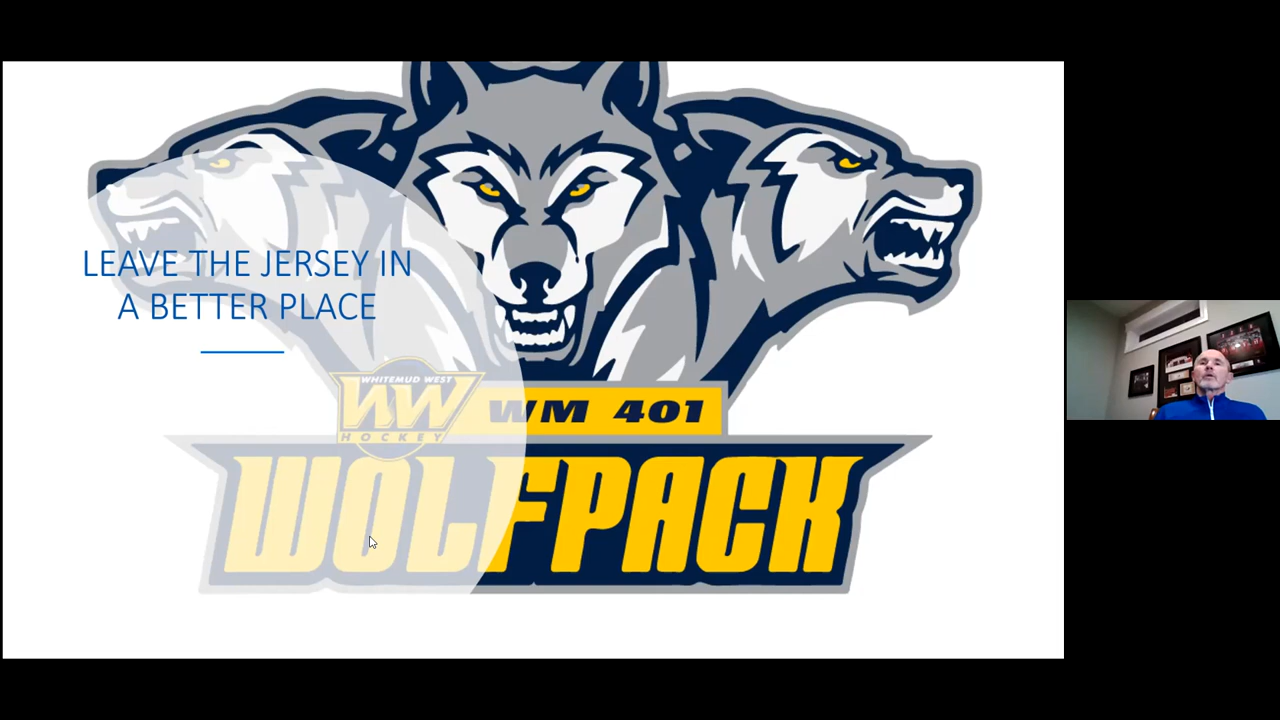 LEAVE THE JERSEY IN
A BETTER PLACE
WHITEMUD WEST
WW
HOCKEY
WM 401
WOLFPACK